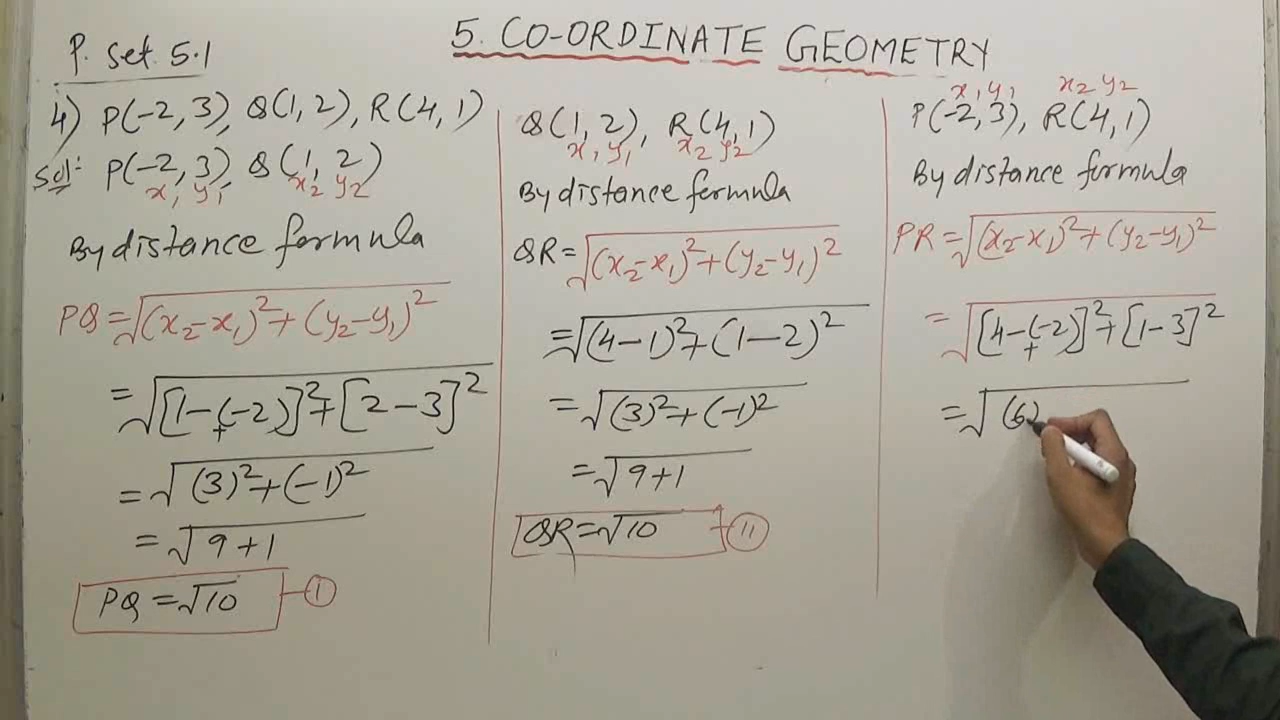 P. Set. 5.1
5. CO-ORDINATE GEOMETRY
4) P(-2, 3), Q(1, 2), R(4, 1)
Sol:- P(-2, 3), Q(1, 2)
x₁ y₁ x₂ y₂
By distance formula
PQ = √(x₂-x₁)²+(y₂-y₁)²
= √[1-(-2)]²+[2-3]²
+
= √(3)²+(-1)²
= √9+1
PQ = √10 - I
Q(1, 2), R(4, 1)
x₁ y₁ x₂ y₂
By distance formula
QR = √(x₂-x₁)²+(y₂-y₁)²
= √(4-1)²+(1-2)²
= √(3)²+(-1)²
= √9+1
QR = √10 - II
x₁ y₁ x₂ y₂
P(-2, 3), R(4, 1)
By distance formula
PR = √(x₂-x₁)²+(y₂-y₁)²
= √[4-(-2)]²+[1-3]²
+
= √(6)